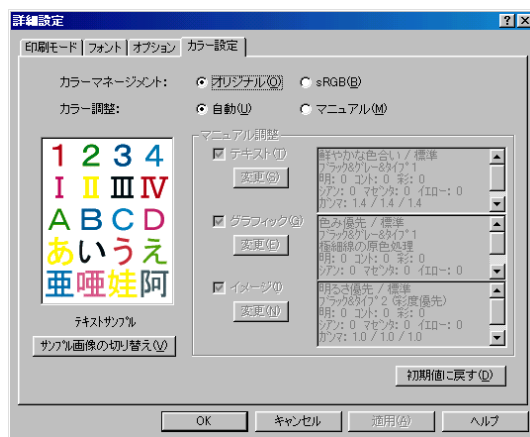 詳細設定
印刷モード フォント オプション カラー設定
カラーマネージメント: オリジナル(O) sRGB(B)
カラー調整: 自動(U) マニュアル(M)
マニュアル調整
1 2 3 4
I II III IV
A B C D
あ い う え
亜 唖 娃 阿
テキストサンプル
サンプル画像の切り替え(V)
テキスト(T)
変更(S)
鮮やかな色合い / 標準
ブラック&グレー&タイプ1
明: 0 コント: 0 彩: 0
シアン: 0 マゼンタ: 0 イエロー: 0
ガンマ: 1.4 / 1.4 / 1.4
グラフィック(G)
変更(E)
色み優先 / 標準
ブラック&グレー&タイプ1
極細線の原色処理
明: 0 コント: 0 彩: 0
シアン: 0 マゼンタ: 0 イエロー: 0
イメージ(I)
変更(N)
明るさ優先 / 標準
ブラック&タイプ2 (彩度優先)
明: 0 コント: 0 彩: 0
シアン: 0 マゼンタ: 0 イエロー: 0
ガンマ: 1.0 / 1.0 / 1.0
初期値に戻す(D)
OK キャンセル 適用(A) ヘルプ